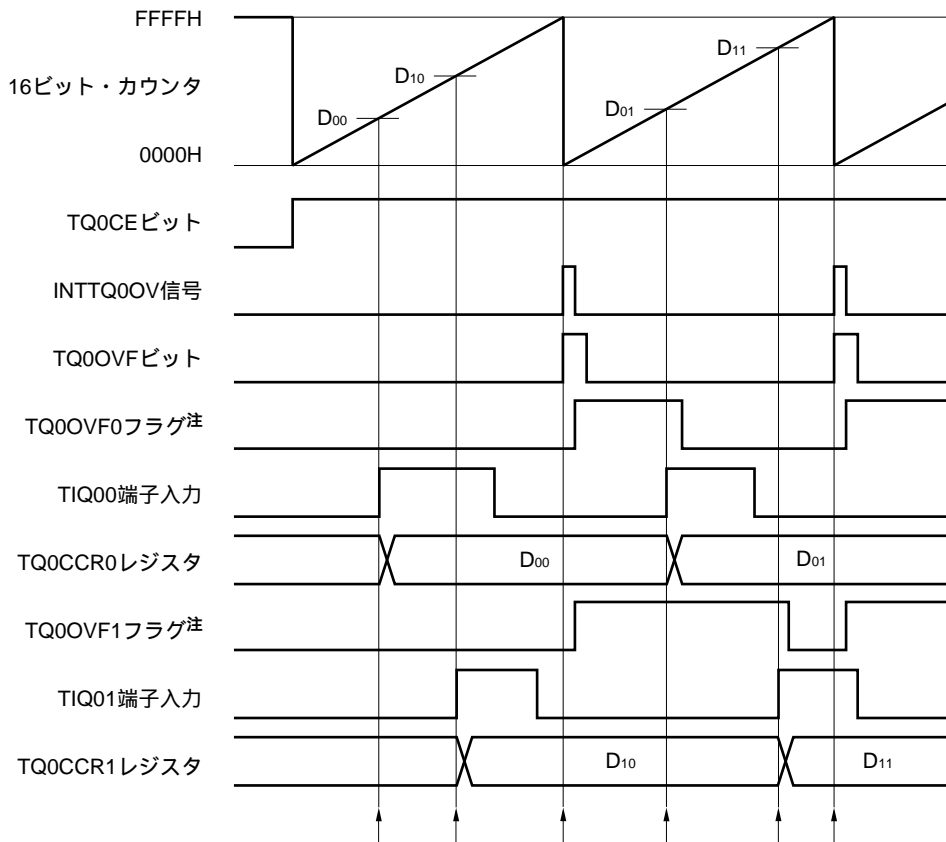 FFFFH
16ビット・カウンタ
0000H
D00
D10
D01
D11
TQ0CEビット
INTTQ0OV信号
TQ0OVFビット
TQ0OVF0フラグ注
TIQ00端子入力
TQ0CCR0レジスタ
D00
D01
TQ0OVF1フラグ注
TIQ01端子入力
TQ0CCR1レジスタ
D10
D11